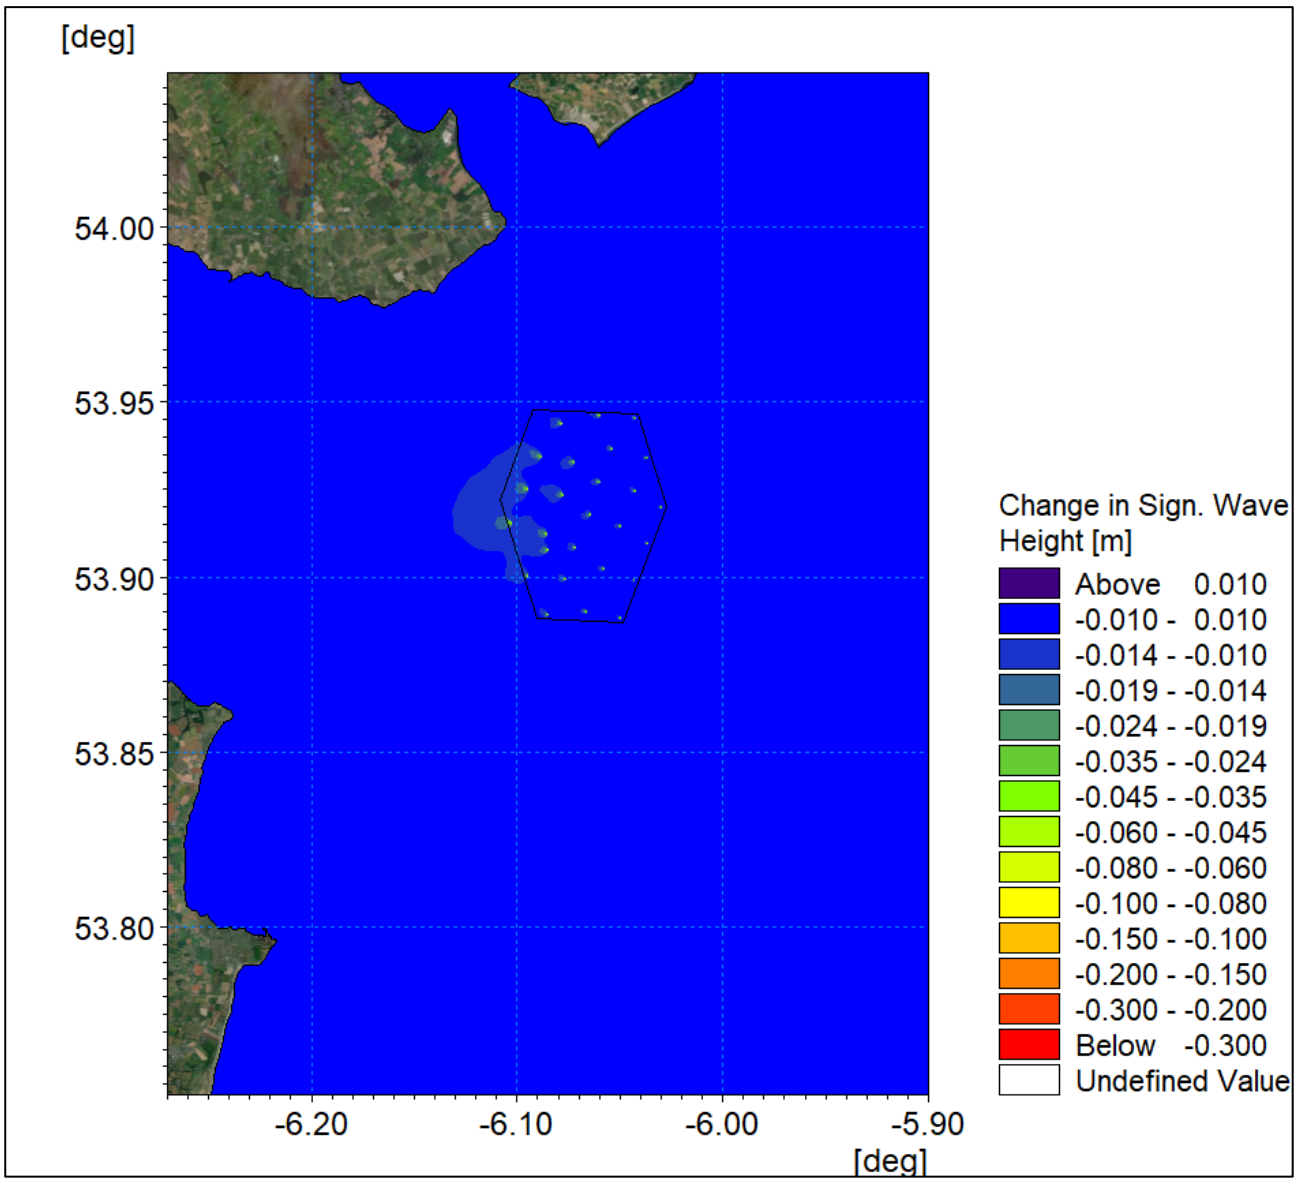 [deg]
54.00
53.95
53.90
53.85
53.80
-6.20 -6.10 -6.00 -5.90
[deg]
Change in Sign. Wave
Height [m]
Above 0.010
-0.010 - 0.010
-0.014 - -0.010
-0.019 - -0.014
-0.024 - -0.019
-0.035 - -0.024
-0.045 - -0.035
-0.060 - -0.045
-0.080 - -0.060
-0.100 - -0.080
-0.150 - -0.100
-0.200 - -0.150
-0.300 - -0.200
Below -0.300
Undefined Value